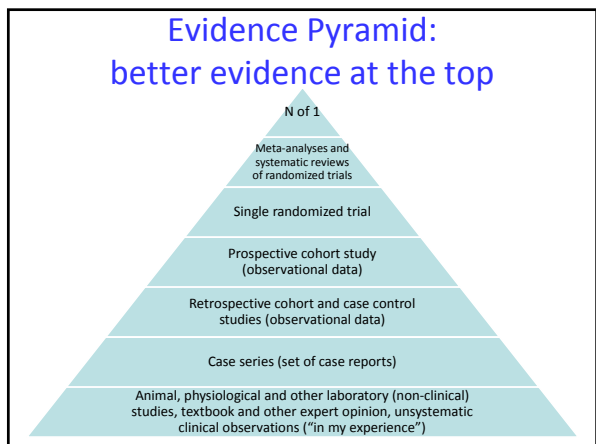 Evidence Pyramid:
better evidence at the top
N of 1
Meta-analyses and
systematic reviews
of randomized trials
Single randomized trial
Prospective cohort study
(observational data)
Retrospective cohort and case control
studies (observational data)
Case series (set of case reports)
Animal, physiological and other laboratory (non-clinical)
studies, textbook and other expert opinion, unsystematic
clinical observations (“in my experience”)